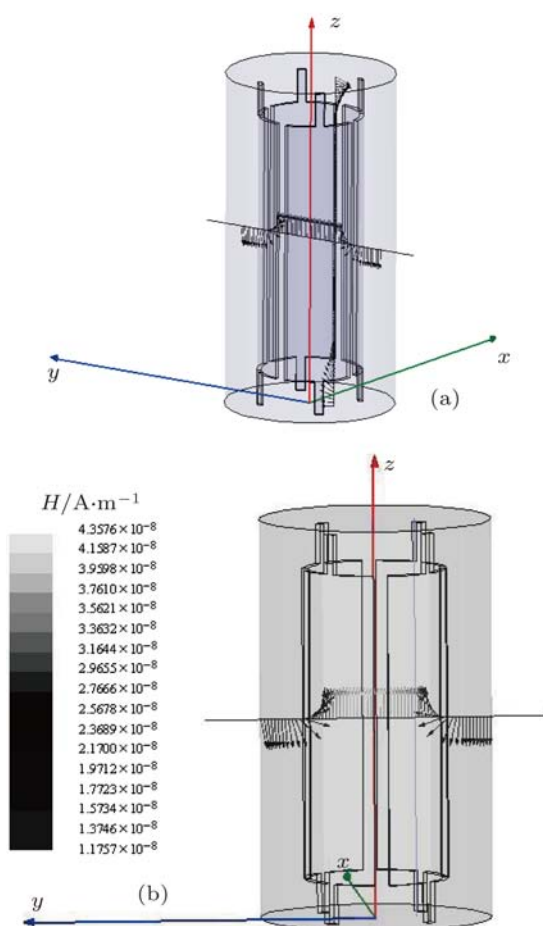 z
y
x
(a)
z
H/A·m⁻¹
4.3576×10⁻⁸
4.1587×10⁻⁸
3.9598×10⁻⁸
3.7610×10⁻⁸
3.5621×10⁻⁸
3.3632×10⁻⁸
3.1644×10⁻⁸
2.9655×10⁻⁸
2.7666×10⁻⁸
2.5678×10⁻⁸
2.3689×10⁻⁸
2.1700×10⁻⁸
1.9712×10⁻⁸
1.7723×10⁻⁸
1.5734×10⁻⁸
1.3746×10⁻⁸
1.1757×10⁻⁸
x
y
(b)